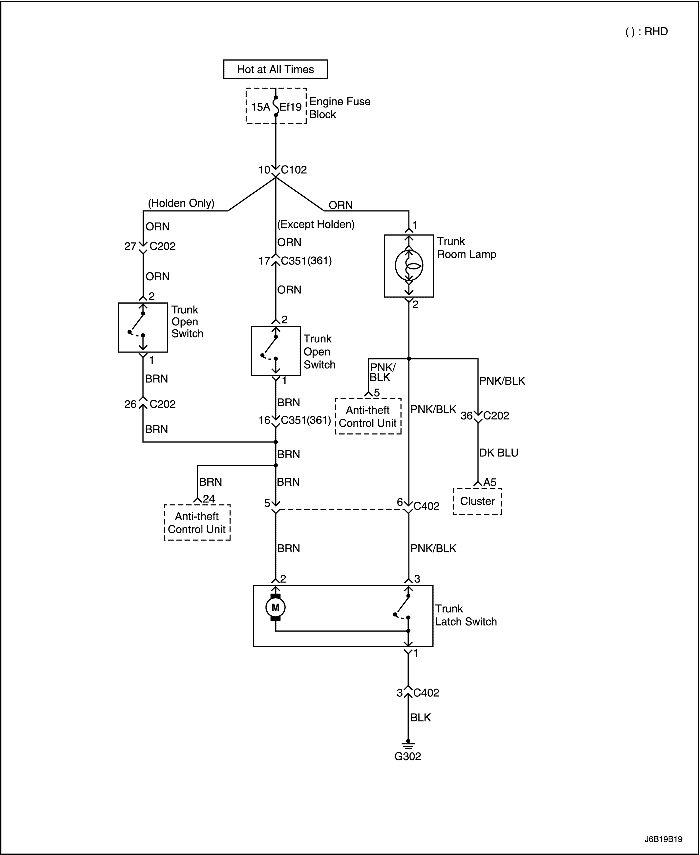 ( ) : RHD
Hot at All Times
15A Ef19
Engine Fuse
Block
10 C102
(Holden Only)
ORN
(Except Holden)
ORN
ORN
27 C202
17 C351(361)
1
Trunk
Room Lamp
ORN
ORN
2
2
2
Trunk
Open
Switch
Trunk
Open
Switch
1
1
PNK/
BLK
PNK/BLK
BRN
5
BRN
26 C202
Anti-theft
Control Unit
PNK/BLK
36 C202
16 C351(361)
BRN
BRN
DK BLU
BRN
BRN
A5
24
5
6 C402
Cluster
Anti-theft
Control Unit
BRN
PNK/BLK
2
3
M
Trunk
Latch Switch
1
3 C402
BLK
G302
J6B19B19